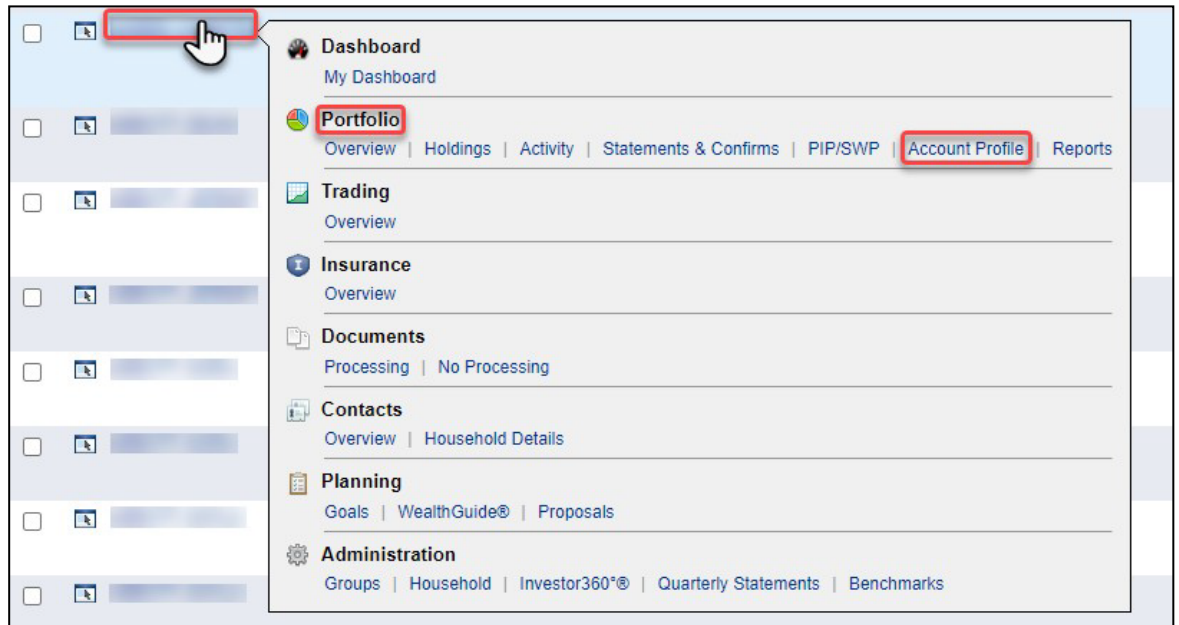 Dashboard
My Dashboard
Portfolio
Overview | Holdings | Activity | Statements & Confirms | PIP/SWP | Account Profile | Reports
Trading
Overview
Insurance
Overview
Documents
Processing | No Processing
Contacts
Overview | Household Details
Planning
Goals | WealthGuide® | Proposals
Administration
Groups | Household | Investor360°® | Quarterly Statements | Benchmarks